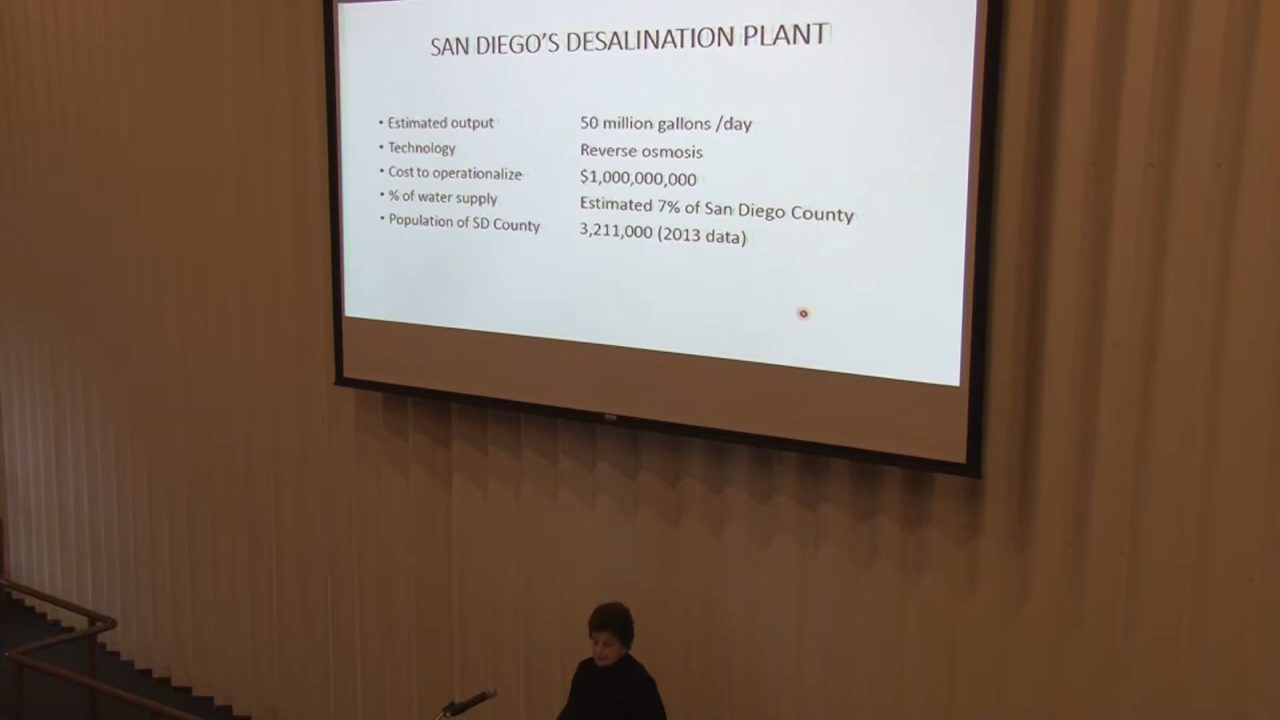 SAN DIEGO'S DESALINATION PLANT
• Estimated output 50 million gallons /day
• Technology Reverse osmosis
• Cost to operationalize $1,000,000,000
• % of water supply Estimated 7% of San Diego County
• Population of SD County 3,211,000 (2013 data)